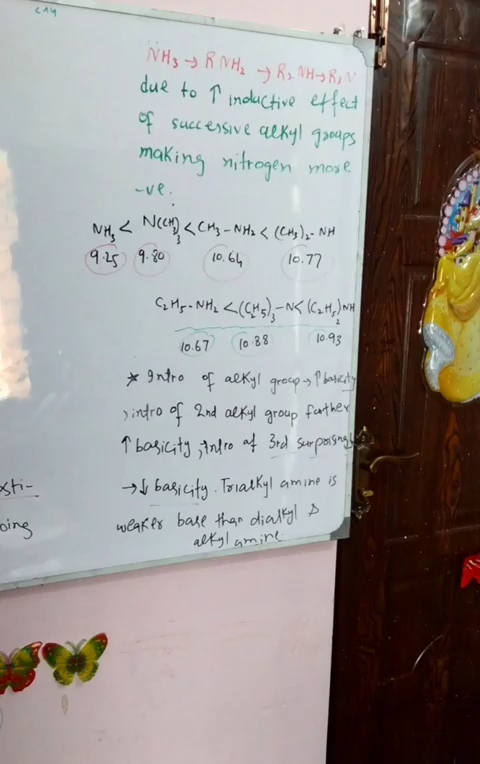 NH₃ → RNH₂ → R₂NH → R₃N
due to ↑ inductive effect
of successive alkyl groups
making nitrogen more
-ve.
NH₃ < N(CH₃)₃ < CH₃-NH₂ < (CH₃)₂-NH
9.25 9.80 10.64 10.77
C₂H₅-NH₂ < (C₂H₅)₃-N < (C₂H₅)₂NH
10.67 10.88 10.93
* Intro of alkyl group → ↑ basicity
, intro of 2nd alkyl group further
↑ basicity, intro of 3rd surprisingly
→ ↓ basicity. Trialkyl amine is
weaker base than dialkyl &
alkyl amine